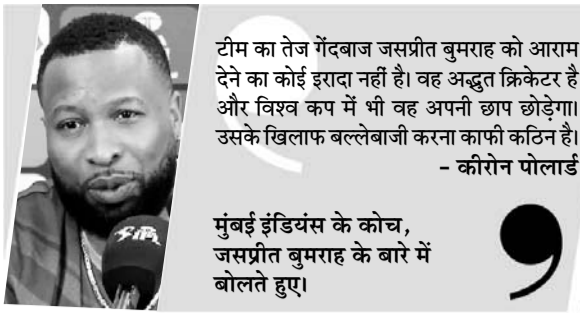 टीम का तेज गेंदबाज जसप्रीत बुमराह को आराम
देने का कोई इरादा नहीं है। वह अद्भुत क्रिकेटर है
और विश्व कप में भी वह अपनी छाप छोड़ेगा।
उसके खिलाफ बल्लेबाजी करना काफी कठिन है।
– कीरोन पोलार्ड
मुंबई इंडियंस के कोच,
जसप्रीत बुमराह के बारे में
बोलते हुए।